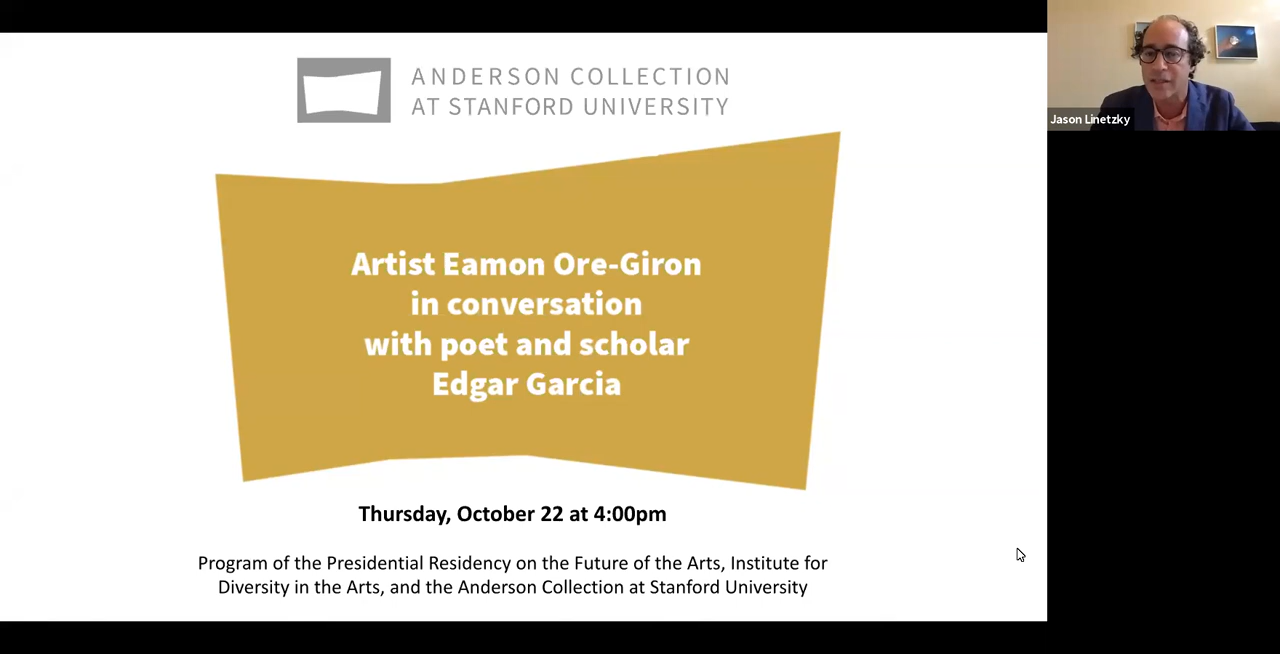 ANDERSON COLLECTION
AT STANFORD UNIVERSITY
Artist Eamon Ore-Giron
in conversation
with poet and scholar
Edgar Garcia
Thursday, October 22 at 4:00pm
Program of the Presidential Residency on the Future of the Arts, Institute for
Diversity in the Arts, and the Anderson Collection at Stanford University
Jason Linetzky